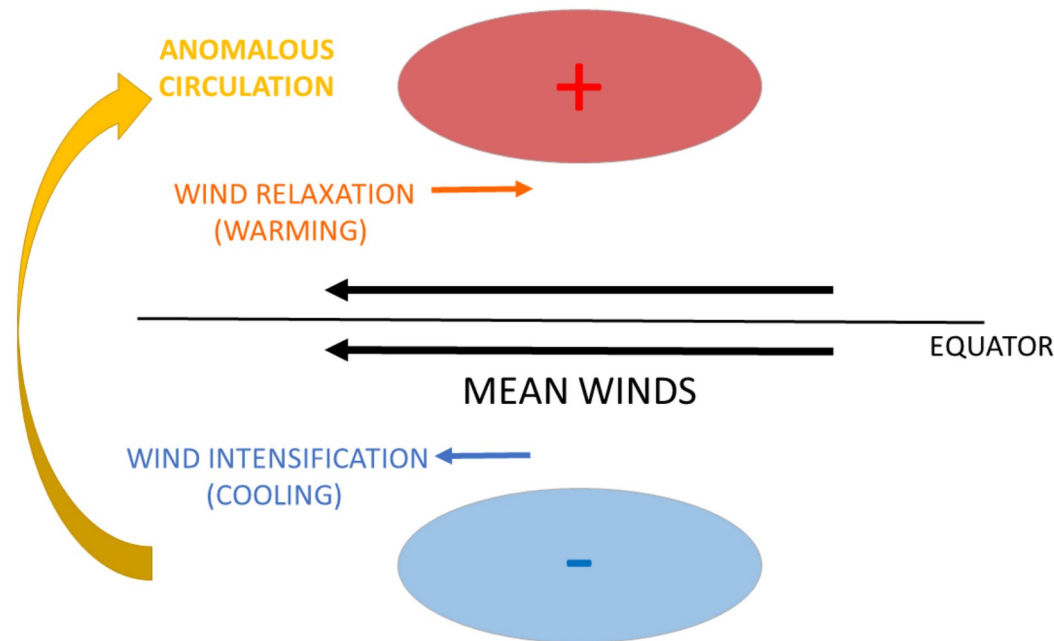 ANOMALOUS
CIRCULATION
+
WIND RELAXATION
(WARMING)
EQUATOR
MEAN WINDS
WIND INTENSIFICATION
(COOLING)
-